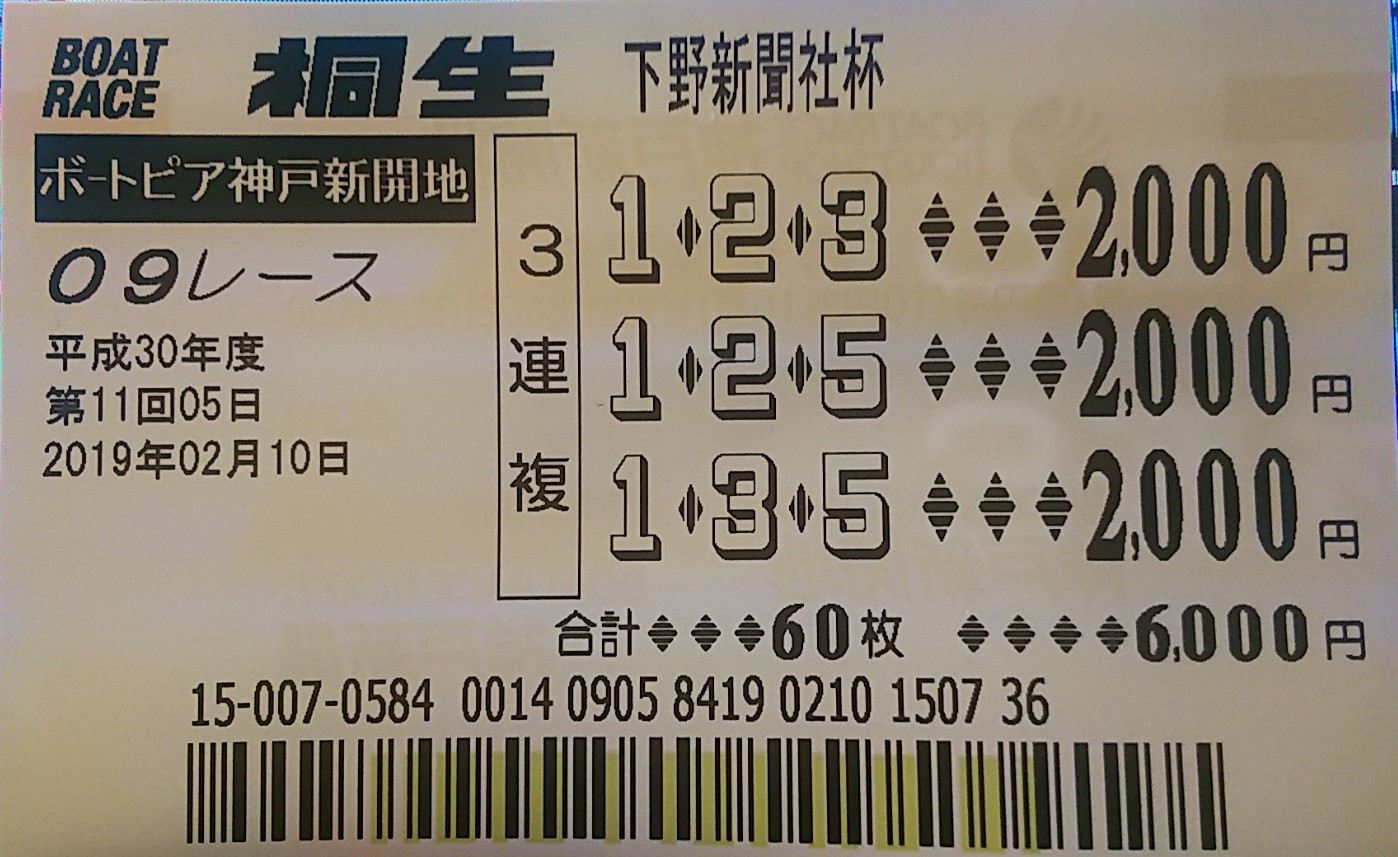 BOAT RACE 桐生 下野新聞社杯
ボートピア神戸新開地
09レース
平成30年度
第11回05日
2019年02月10日
3連複
1 2 3 2,000円
1 2 5 2,000円
1 3 5 2,000円
合計 60枚 6,000円
15-007-0584 0014 0905 8419 0210 1507 36